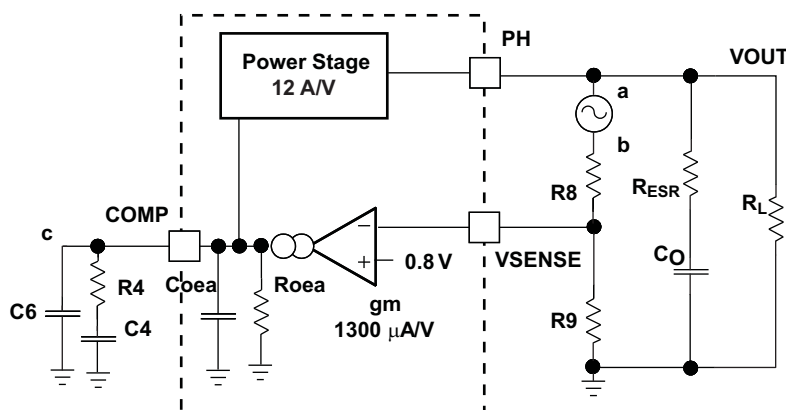 PH
Power Stage
12 A/V
VOUT
a
b
R8
RESR
RL
COMP
c
VSENSE
0.8 V
CO
R4
Coea
Roea
gm
1300 μA/V
R9
C6
C4
−
+